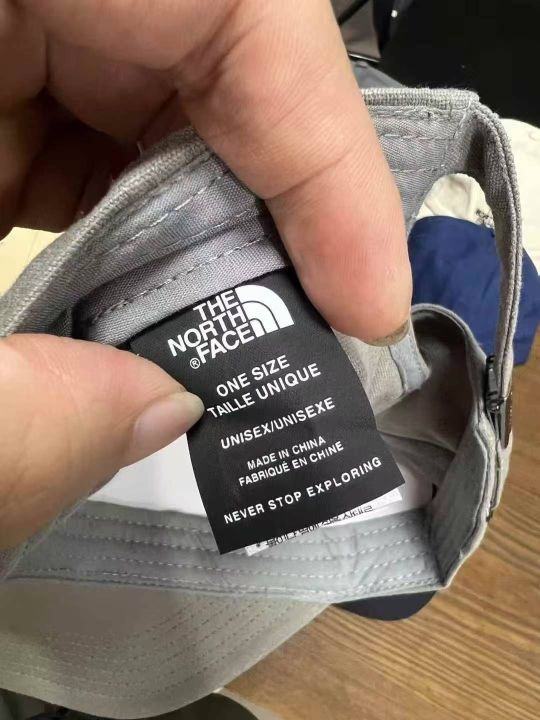 THE
NORTH
FACE
®
ONE SIZE
TAILLE UNIQUE
UNISEX/UNISEXE
MADE IN CHINA
FABRIQUÉ EN CHINE
NEVER STOP EXPLORING